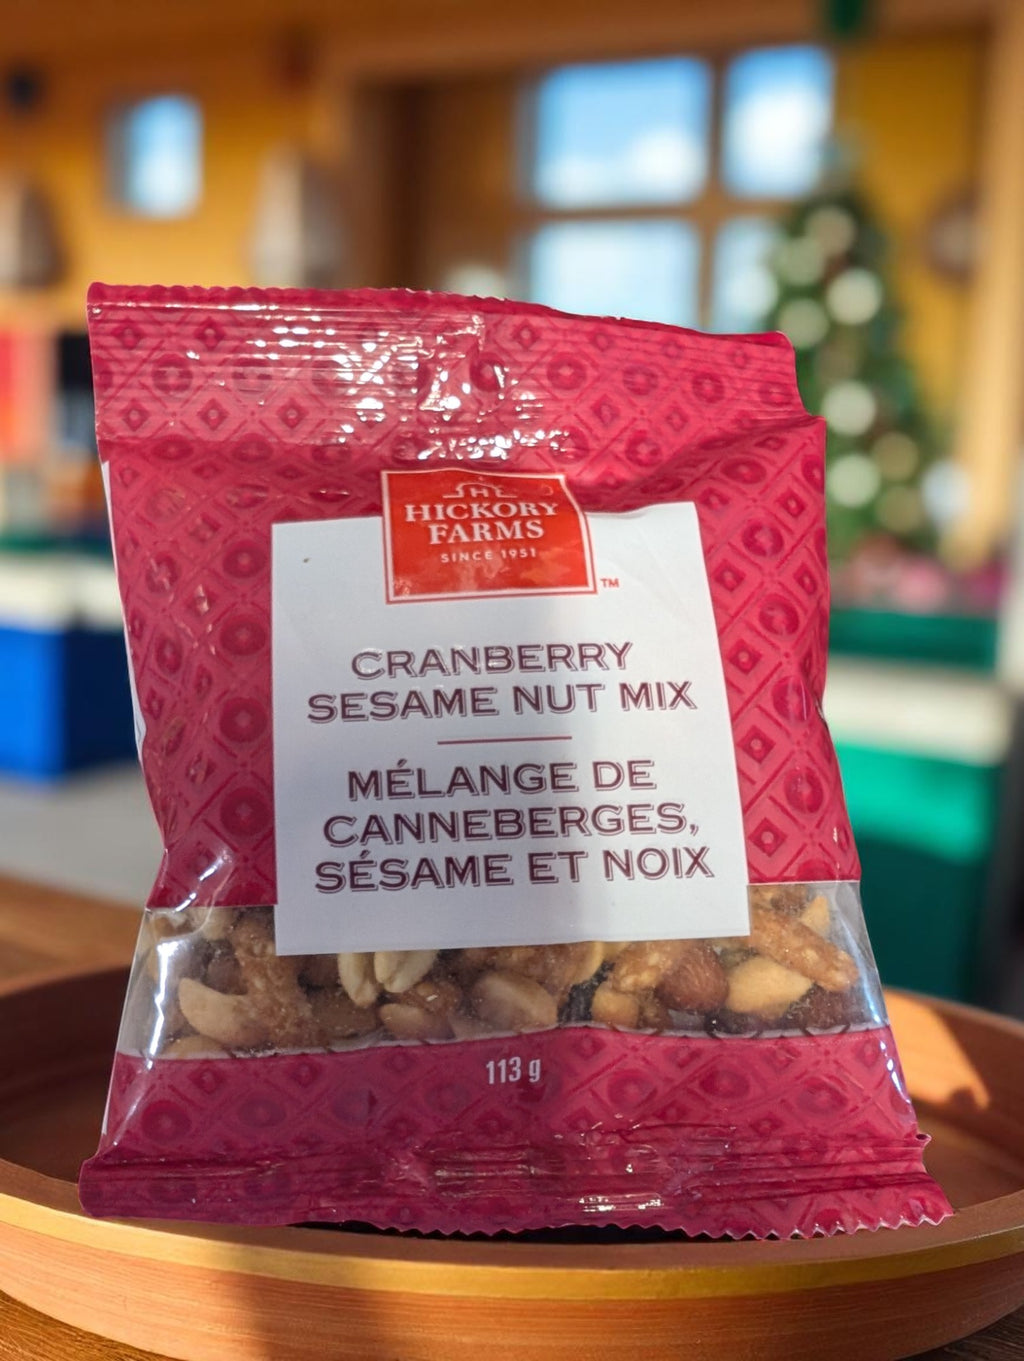 HICKORY
FARMS
SINCE 1951
TM
CRANBERRY
SESAME NUT MIX
MÉLANGE DE
CANNEBERGES,
SÉSAME ET NOIX
113 g